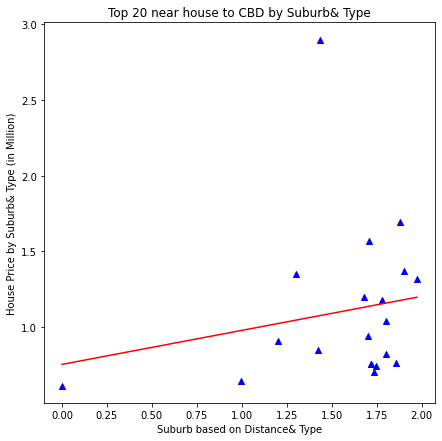 Top 20 near house to CBD by Suburb& Type
House Price by Suburb& Type (in Million)
3.0
2.5
2.0
1.5
1.0
0.00 0.25 0.50 0.75 1.00 1.25 1.50 1.75 2.00
Suburb based on Distance& Type